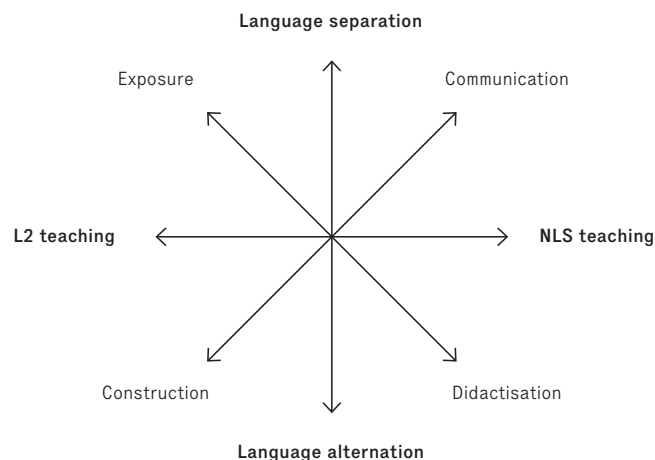 Language separation
Exposure
Communication
L2 teaching
NLS teaching
Construction
Didactisation
Language alternation